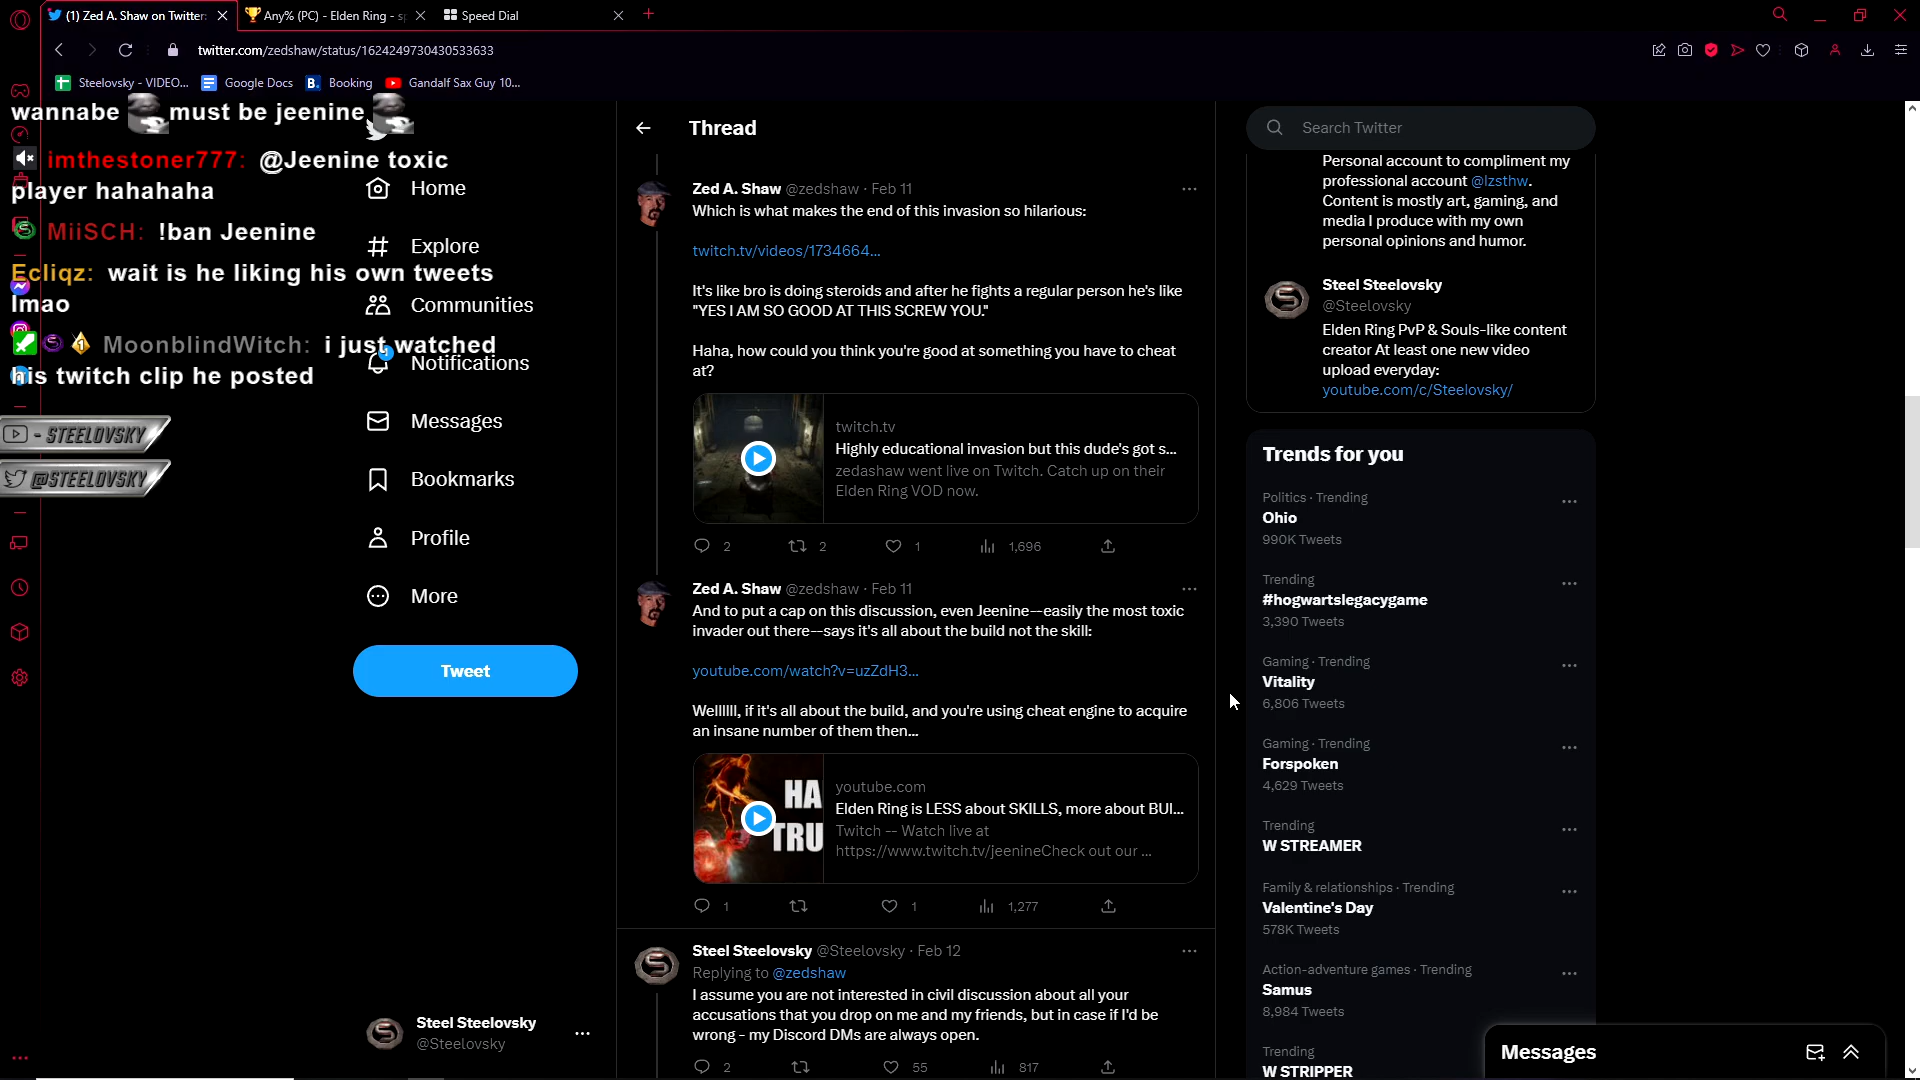 (1) Zed A. Shaw on Twitter:
Any% (PC) - Elden Ring - sp
Speed Dial
twitter.com/zedshaw/status/1624249730430533633
Steelovsky - VIDEO...
Google Docs
B. Booking
Gandalf Sax Guy 10...
wannabe must be jeenine
imthestoner777: @Jeenine toxic
player hahahaha
MiiSCH: !ban Jeenine
Ecliqz: wait is he liking his own tweets
lmao
MoonblindWitch: i just watched
his twitch clip he posted
- STEELOVSKY
@STEELOVSKY
Home
Explore
Communities
Notifications
Messages
Bookmarks
Profile
More
Tweet
Steel Steelovsky
@Steelovsky
Thread
Zed A. Shaw @zedshaw · Feb 11
Which is what makes the end of this invasion so hilarious:
twitch.tv/videos/1734664...
It's like bro is doing steroids and after he fights a regular person he's like
"YES I AM SO GOOD AT THIS SCREW YOU."
Haha, how could you think you're good at something you have to cheat
at?
twitch.tv
Highly educational invasion but this dude's got s...
zedashaw went live on Twitch. Catch up on their
Elden Ring VOD now.
2 2 1 1,696
Zed A. Shaw @zedshaw · Feb 11
And to put a cap on this discussion, even Jeenine--easily the most toxic
invader out there--says it's all about the build not the skill:
youtube.com/watch?v=uzZdH3...
Wellllll, if it's all about the build, and you're using cheat engine to acquire
an insane number of them then...
HA
TRU
youtube.com
Elden Ring is LESS about SKILLS, more about BUI...
Twitch -- Watch live at
https://www.twitch.tv/jeenineCheck out our ...
1 1 1,277
Steel Steelovsky @Steelovsky · Feb 12
Replying to @zedshaw
I assume you are not interested in civil discussion about all your
accusations that you drop on me and my friends, but in case if I'd be
wrong - my Discord DMs are always open.
2 55 817
Search Twitter
Personal account to compliment my
professional account @lzsthw.
Content is mostly art, gaming, and
media I produce with my own
personal opinions and humor.
Steel Steelovsky
@Steelovsky
Elden Ring PvP & Souls-like content
creator At least one new video
upload everyday:
youtube.com/c/Steelovsky/
Trends for you
Politics · Trending
Ohio
990K Tweets
Trending
#hogwartslegacygame
3,390 Tweets
Gaming · Trending
Vitality
6,806 Tweets
Gaming · Trending
Forspoken
4,629 Tweets
Trending
W STREAMER
Family & relationships · Trending
Valentine's Day
578K Tweets
Action-adventure games · Trending
Samus
8,984 Tweets
Trending
W STRIPPER
Messages